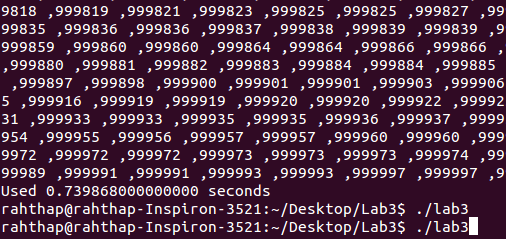 9818 ,999819 ,999821 ,999823 ,999825 ,999825 ,999827 ,99
99835 ,999836 ,999836 ,999837 ,999838 ,999839 ,999839 ,9
999859 ,999860 ,999860 ,999864 ,999864 ,999866 ,999866 ,
,999880 ,999881 ,999882 ,999883 ,999884 ,999884 ,999885
 ,999897 ,999898 ,999900 ,999901 ,999901 ,999903 ,999906
5 ,999916 ,999919 ,999919 ,999920 ,999920 ,999922 ,99992
31 ,999933 ,999933 ,999935 ,999935 ,999936 ,999937 ,9999
954 ,999955 ,999956 ,999957 ,999957 ,999960 ,999960 ,999
9972 ,999972 ,999972 ,999973 ,999973 ,999973 ,999974 ,99
99989 ,999991 ,999991 ,999993 ,999993 ,999997 ,999997 ,9
Used 0.739868000000000 seconds
rahthap@rahthap-Inspiron-3521:~/Desktop/Lab3$ ./lab3
rahthap@rahthap-Inspiron-3521:~/Desktop/Lab3$ ./lab3